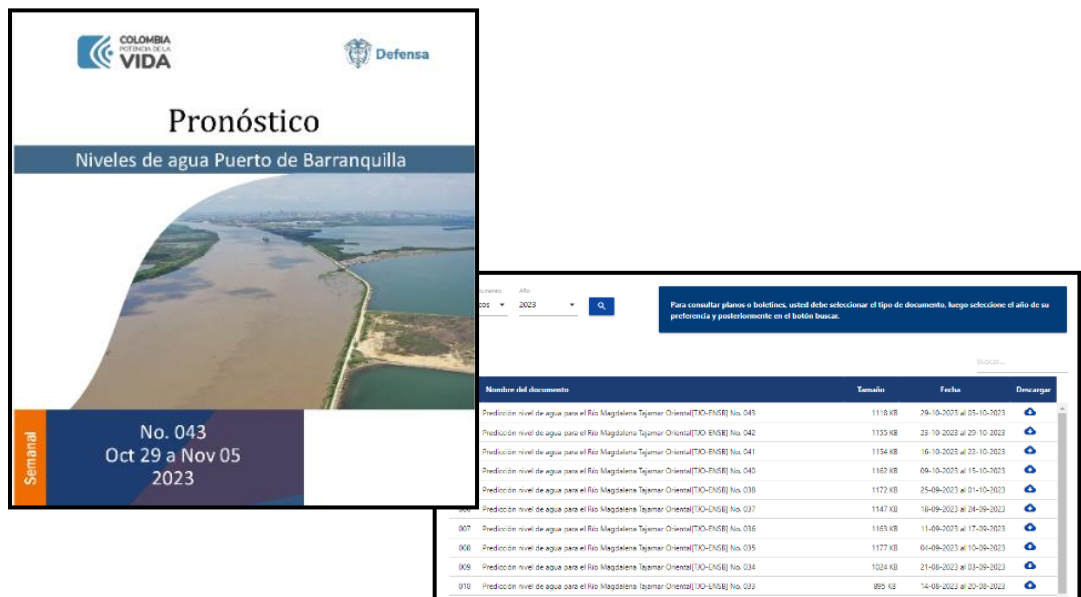 COLOMBIA
POTENCIA DE LA
VIDA
Defensa
Pronóstico
Niveles de agua Puerto de Barranquilla
Semanal
No. 043
Oct 29 a Nov 05
2023
Año
2023
Para consultar planos o boletines, usted debe seleccionar el tipo de documento, luego seleccione el año de su
preferencia y posteriormente en el botón buscar.
Buscar...
Nombre del documento Tamaño Fecha Descargar
Predicción nivel de agua para el Río Magdalena Tajamar Oriental[TJO-ENSB] No. 043 1118 KB 29-10-2023 al 05-10-2023
Predicción nivel de agua para el Río Magdalena Tajamar Oriental[TJO-ENSB] No. 042 1155 KB 23-10-2023 al 29-10-2023
Predicción nivel de agua para el Río Magdalena Tajamar Oriental[TJO-ENSB] No. 041 1154 KB 16-10-2023 al 22-10-2023
Predicción nivel de agua para el Río Magdalena Tajamar Oriental[TJO-ENSB] No. 040 1162 KB 09-10-2023 al 15-10-2023
Predicción nivel de agua para el Río Magdalena Tajamar Oriental[TJO-ENSB] No. 038 1172 KB 25-09-2023 al 01-10-2023
Predicción nivel de agua para el Río Magdalena Tajamar Oriental[TJO-ENSB] No. 037 1147 KB 18-09-2023 al 24-09-2023
007 Predicción nivel de agua para el Río Magdalena Tajamar Oriental[TJO-ENSB] No. 036 1163 KB 11-09-2023 al 17-09-2023
008 Predicción nivel de agua para el Río Magdalena Tajamar Oriental[TJO-ENSB] No. 035 1177 KB 04-09-2023 al 10-09-2023
009 Predicción nivel de agua para el Río Magdalena Tajamar Oriental[TJO-ENSB] No. 034 1024 KB 21-08-2023 al 03-09-2023
010 Predicción nivel de agua para el Río Magdalena Tajamar Oriental[TJO-ENSB] No. 033 895 KB 14-08-2023 al 20-08-2023